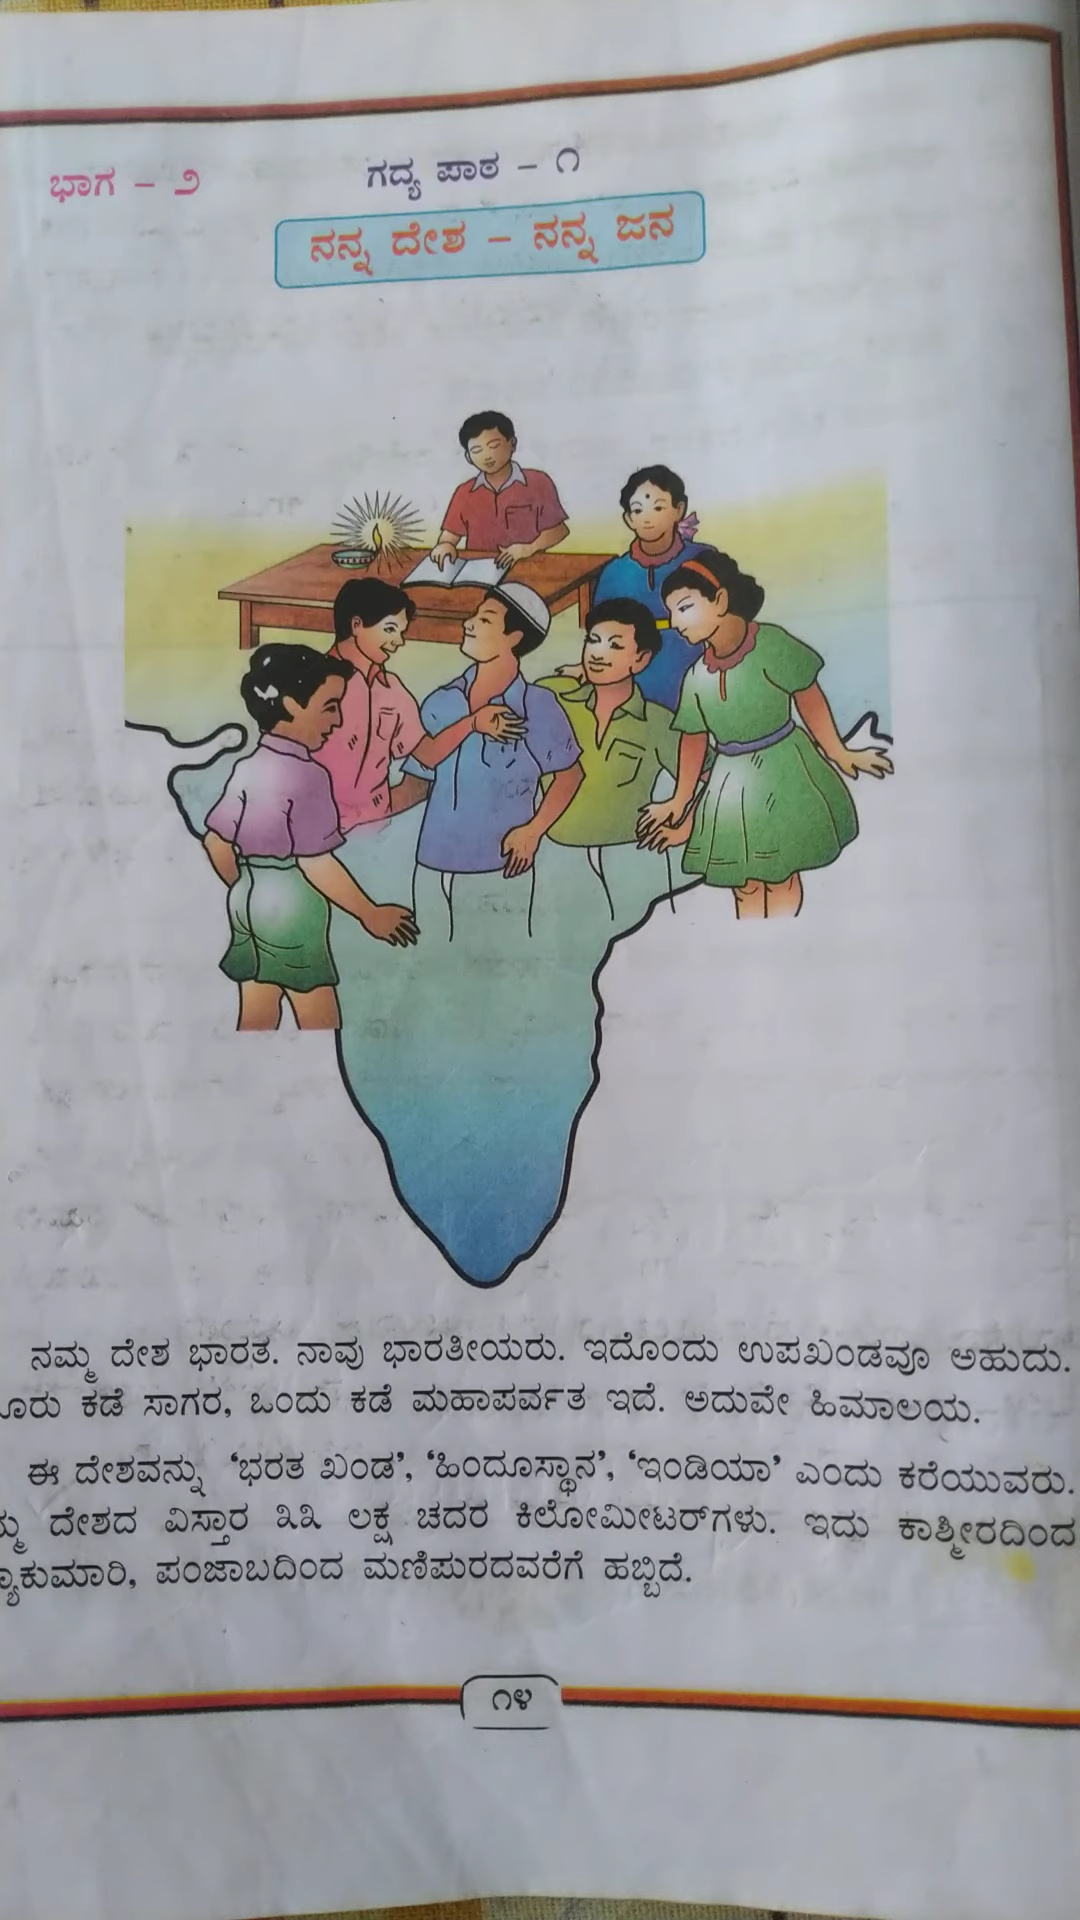 ಭಾಗ – ೨
ಗದ್ಯ ಪಾಠ – ೧
ನನ್ನ ದೇಶ – ನನ್ನ ಜನ
ನಮ್ಮ ದೇಶ ಭಾರತ. ನಾವು ಭಾರತೀಯರು. ಇದೊಂದು ಉಪಖಂಡವೂ ಅಹುದು.
ಕಡೆ ಸಾಗರ, ಒಂದು ಕಡೆ ಮಹಾಪರ್ವತ ಇದೆ. ಅದುವೇ ಹಿಮಾಲಯ.
ಈ ದೇಶವನ್ನು ‘ಭರತ ಖಂಡ’, ‘ಹಿಂದೂಸ್ಥಾನ’, ‘ಇಂಡಿಯಾ’ ಎಂದು ಕರೆಯುವರು.
ದೇಶದ ವಿಸ್ತಾರ ೩೩ ಲಕ್ಷ ಚದರ ಕಿಲೋಮೀಟರ್‌ಗಳು. ಇದು ಕಾಶ್ಮೀರದಿಂದ
ಪಂಜಾಬದಿಂದ ಮಣಿಪುರದವರೆಗೆ ಹಬ್ಬಿದೆ.
೧೪